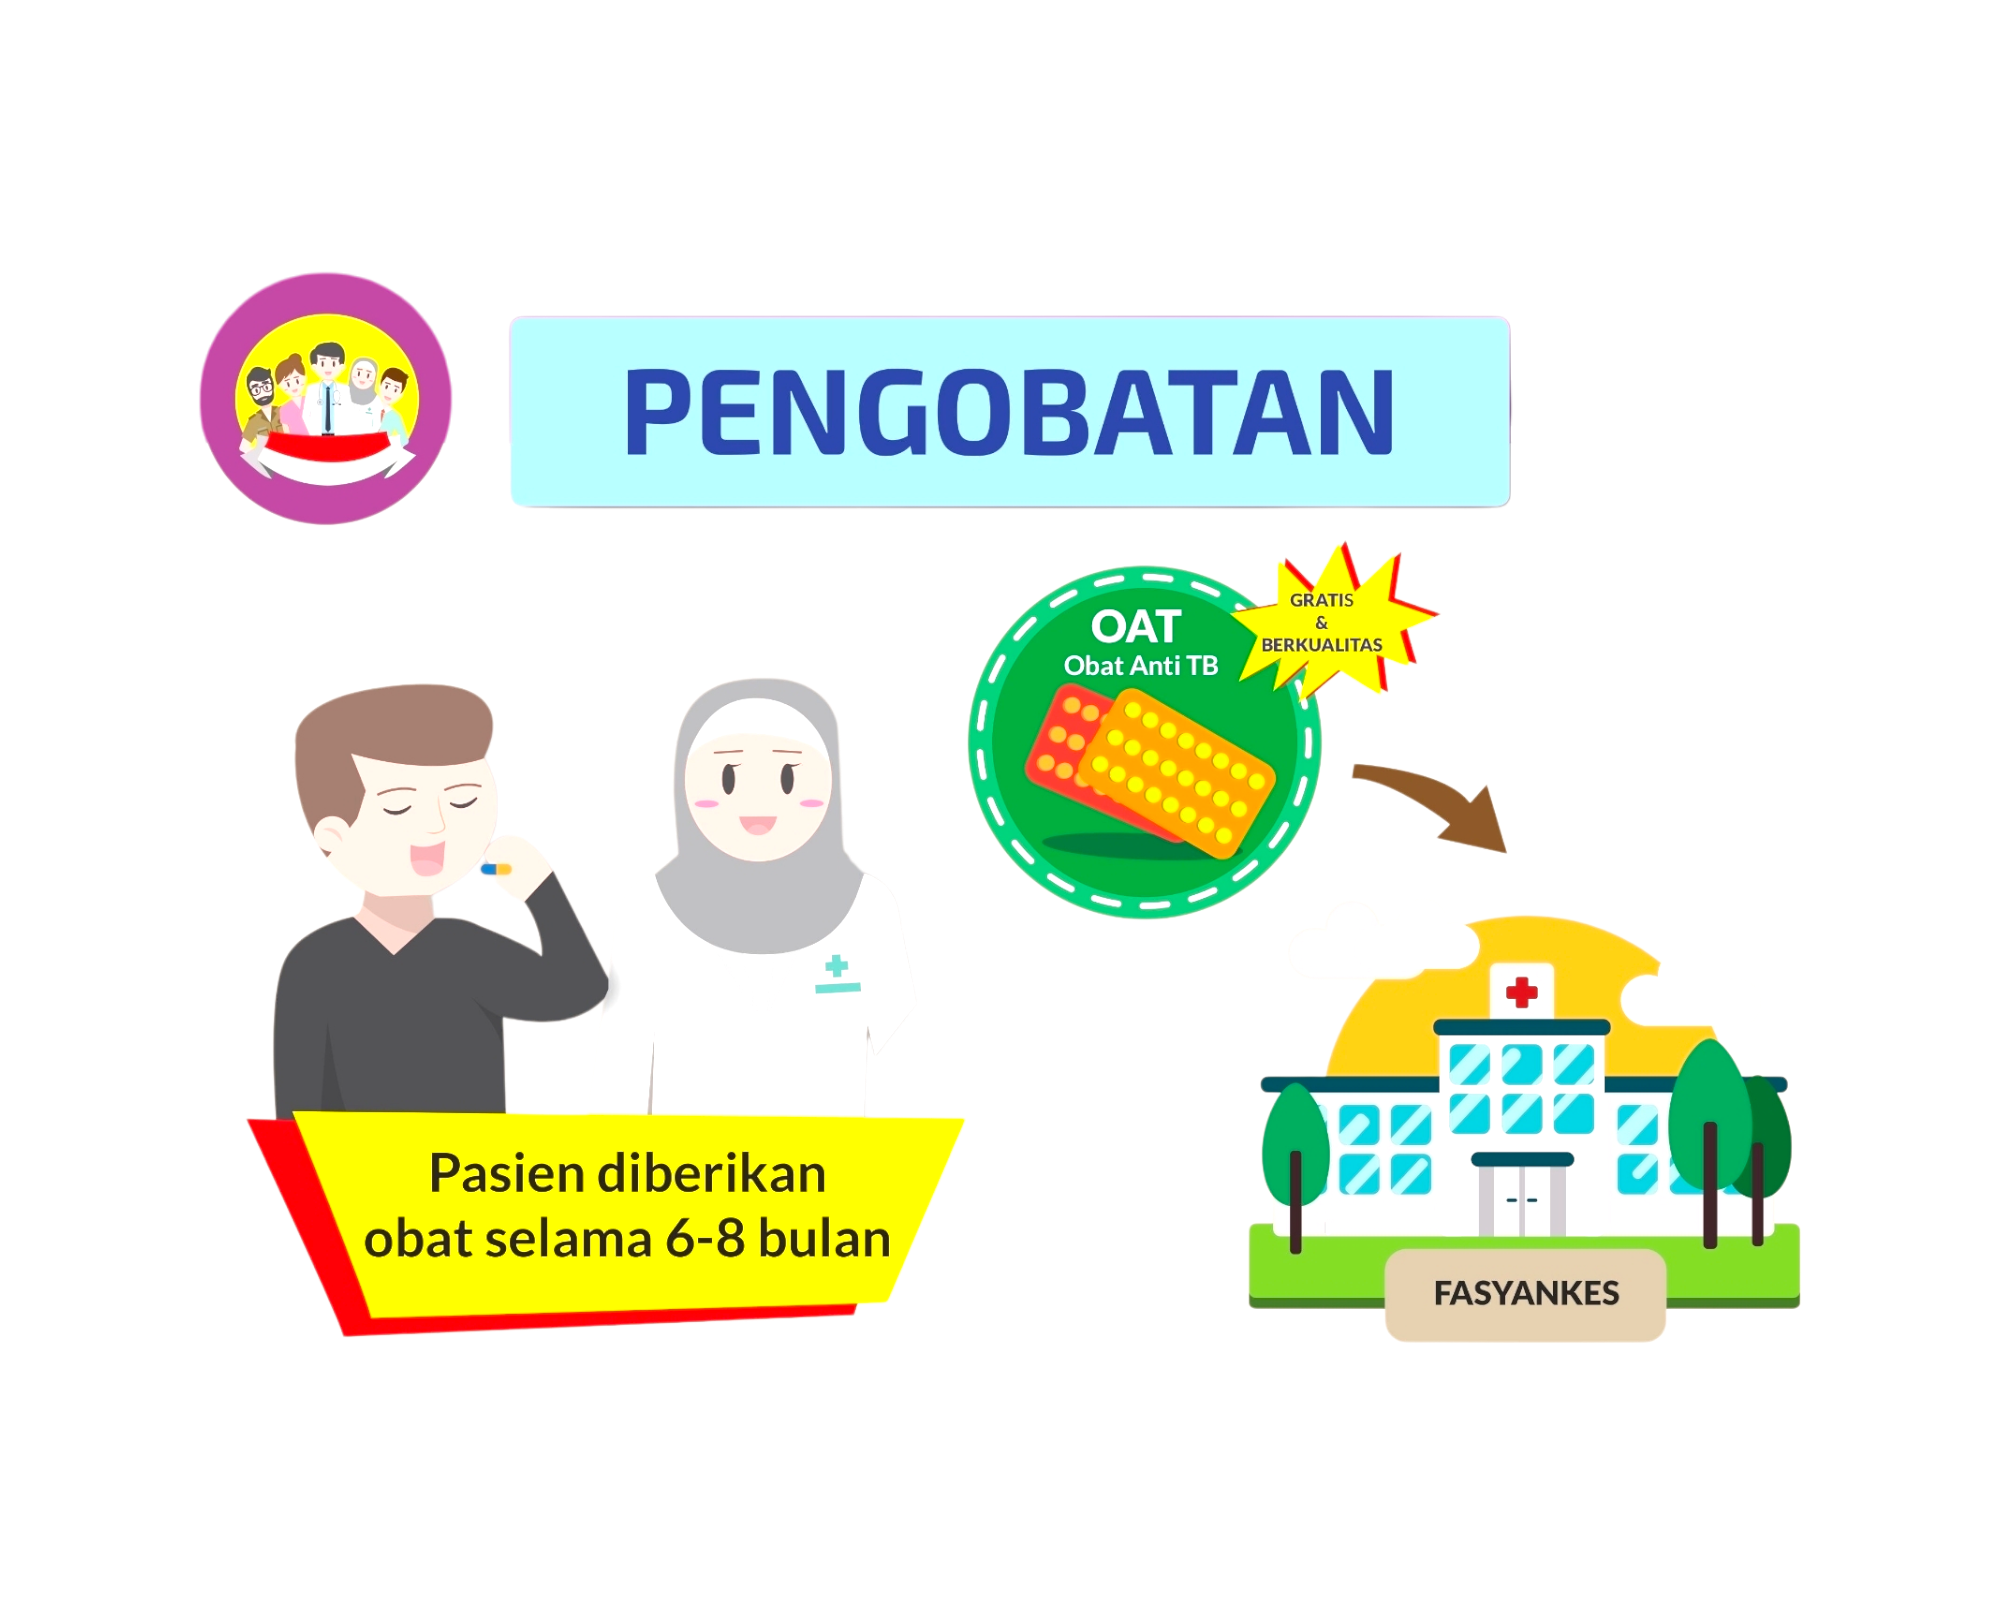 PENGOBATAN
OAT
Obat Anti TB
GRATIS
&
BERKUALITAS
Pasien diberikan
obat selama 6-8 bulan
FASYANKES